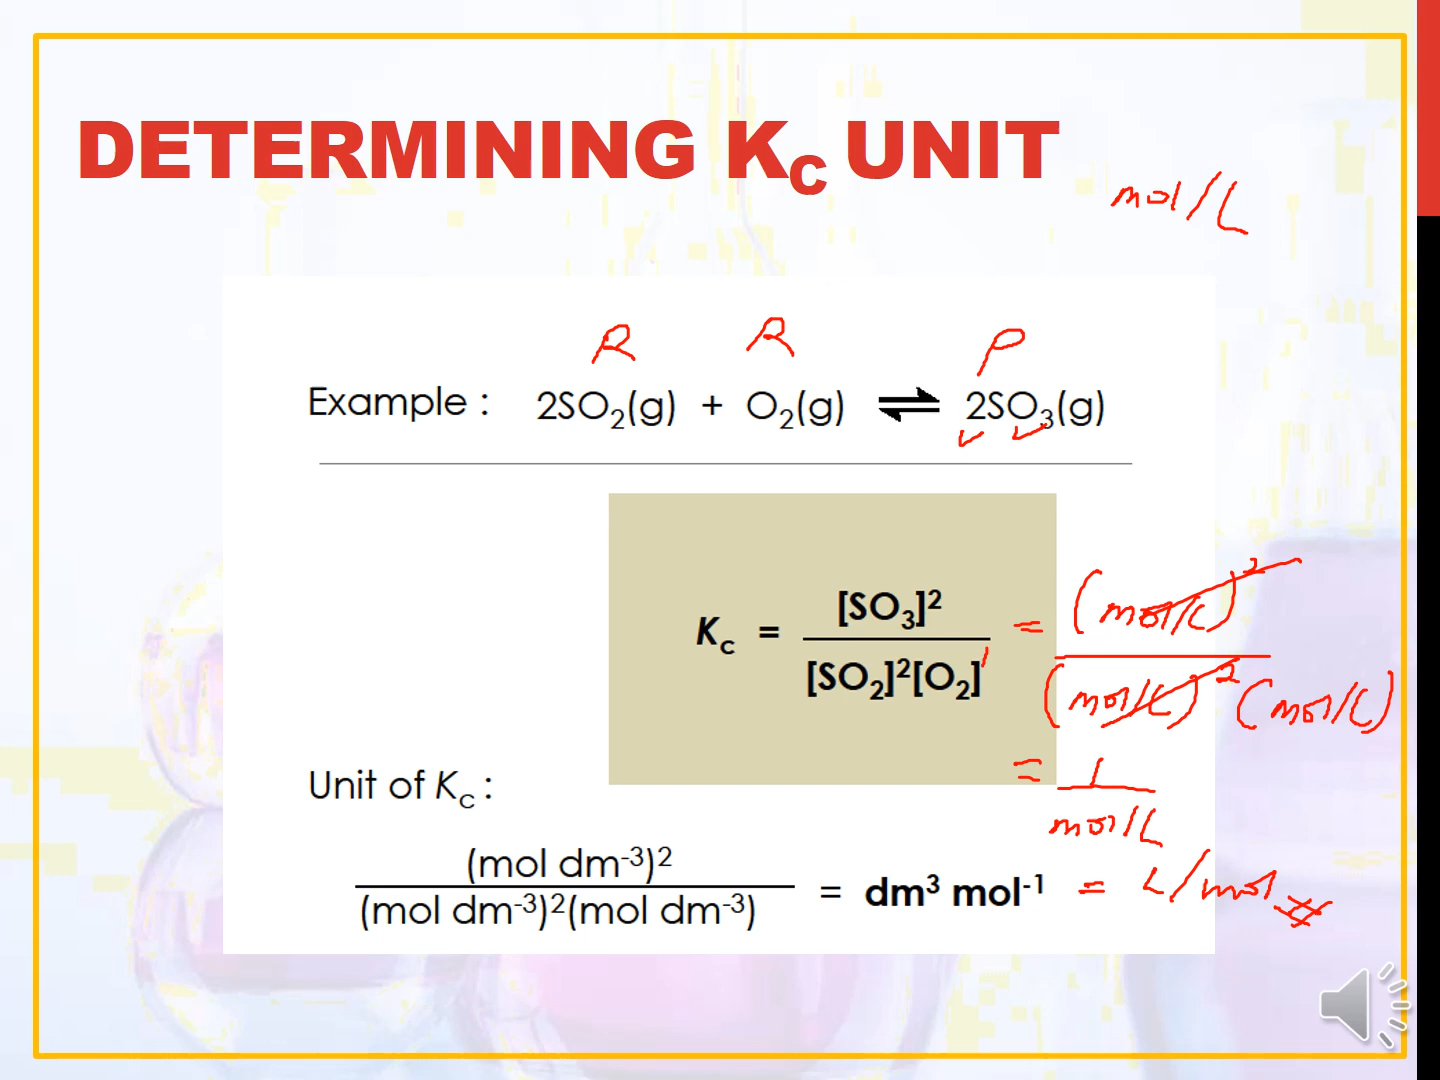 DETERMINING KC UNIT
mol/L
R R P
Example : 2SO2(g) + O2(g) ⇌ 2SO3(g)
Kc = [SO3]² / [SO2]²[O2]¹ = (mol/L)² / (mol/L)² (mol/L)
= 1 / mol/L
Unit of Kc :
(mol dm⁻³)² / (mol dm⁻³)²(mol dm⁻³) = dm³ mol⁻¹ = L/mol